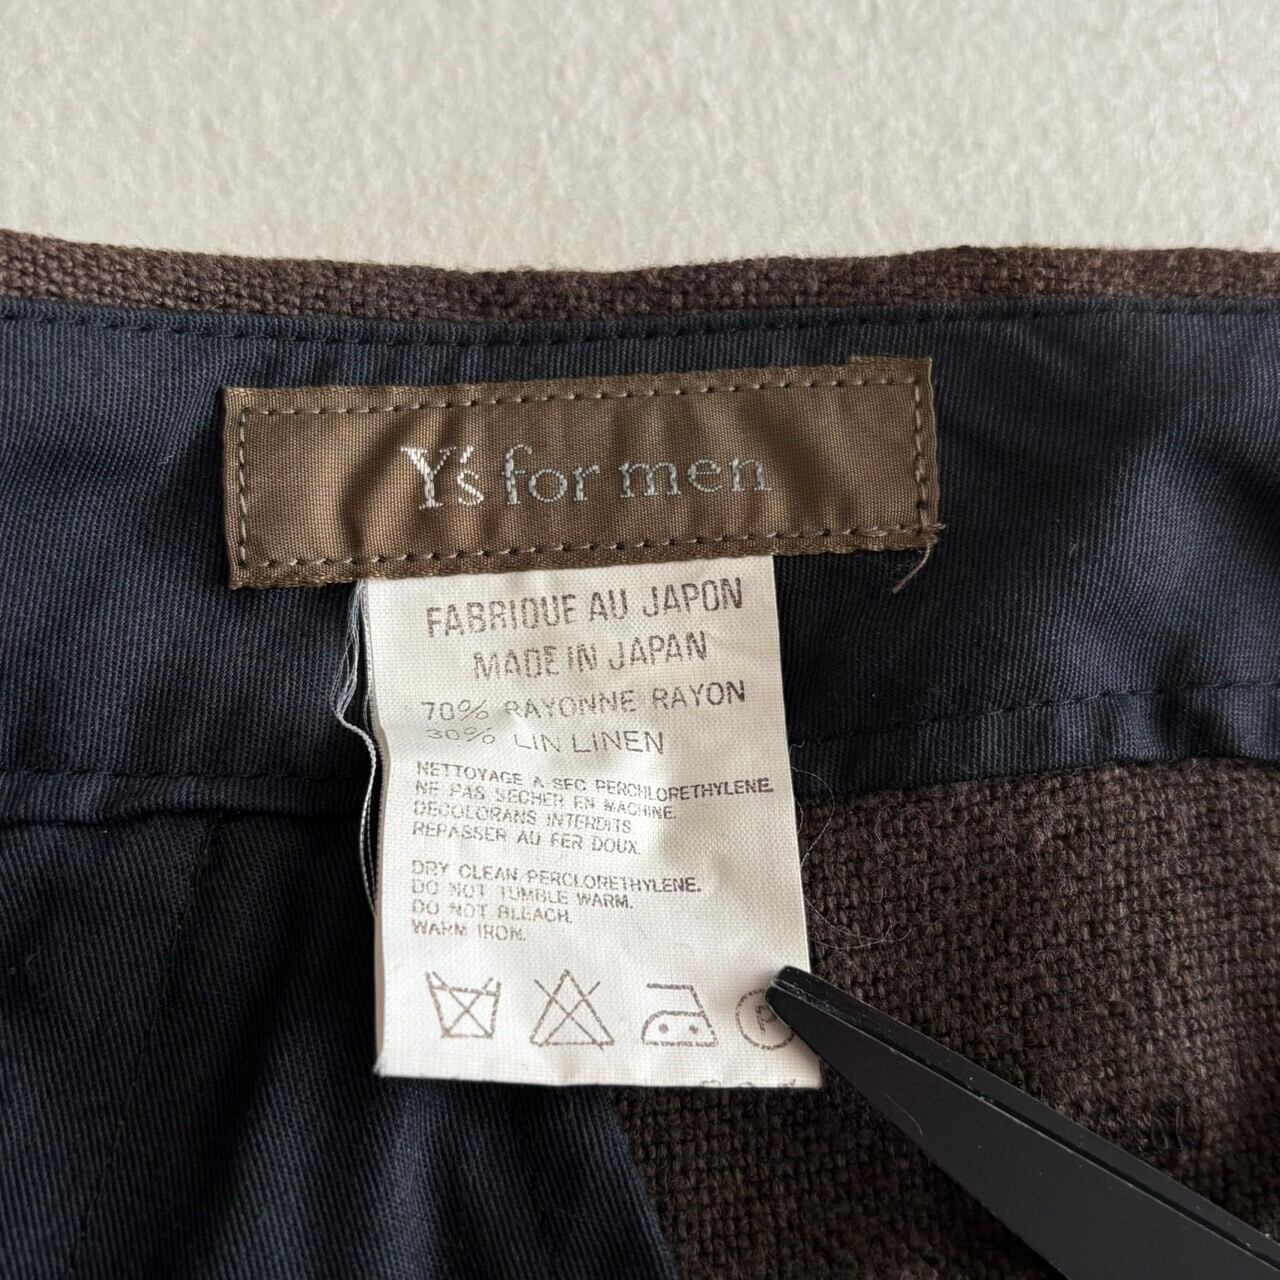 Y's for men
FABRIQUE AU JAPON
MADE IN JAPAN
70% RAYONNE RAYON
30% LIN LINEN
NETTOYAGE A-SEC PERCHLORETHYLENE.
NE PAS SECHER EN MACHINE.
DECOLORANS INTERDITS
REPASSER AU FER DOUX.
DRY CLEAN/PERCLORETHYLENE.
DO NOT TUMBLE WARM.
DO NOT BLEACH.
WARM IRON.
P